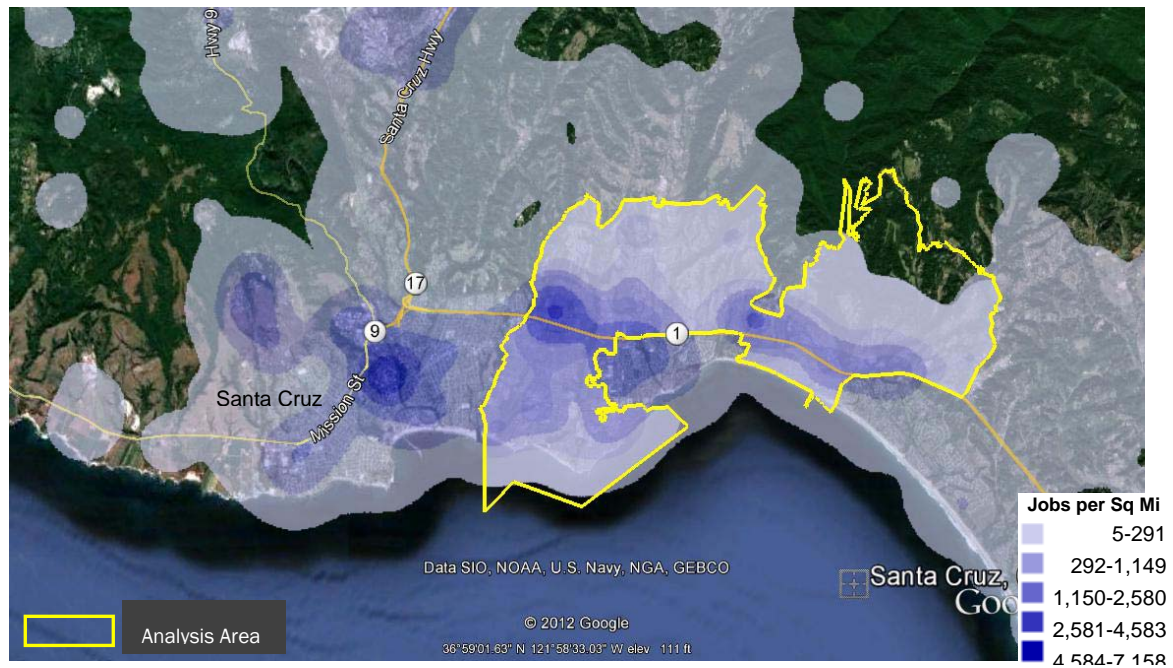 Hwy 9
Santa Cruz Hwy
17
9
1
Santa Cruz
Mission St
Jobs per Sq Mi
5-291
292-1,149
1,150-2,580
2,581-4,583
4,584-7,158
Data SIO, NOAA, U.S. Navy, NGA, GEBCO
Santa Cruz,
Goo
© 2012 Google
Analysis Area
36°59'01.63" N 121°58'33.03" W elev 111 ft